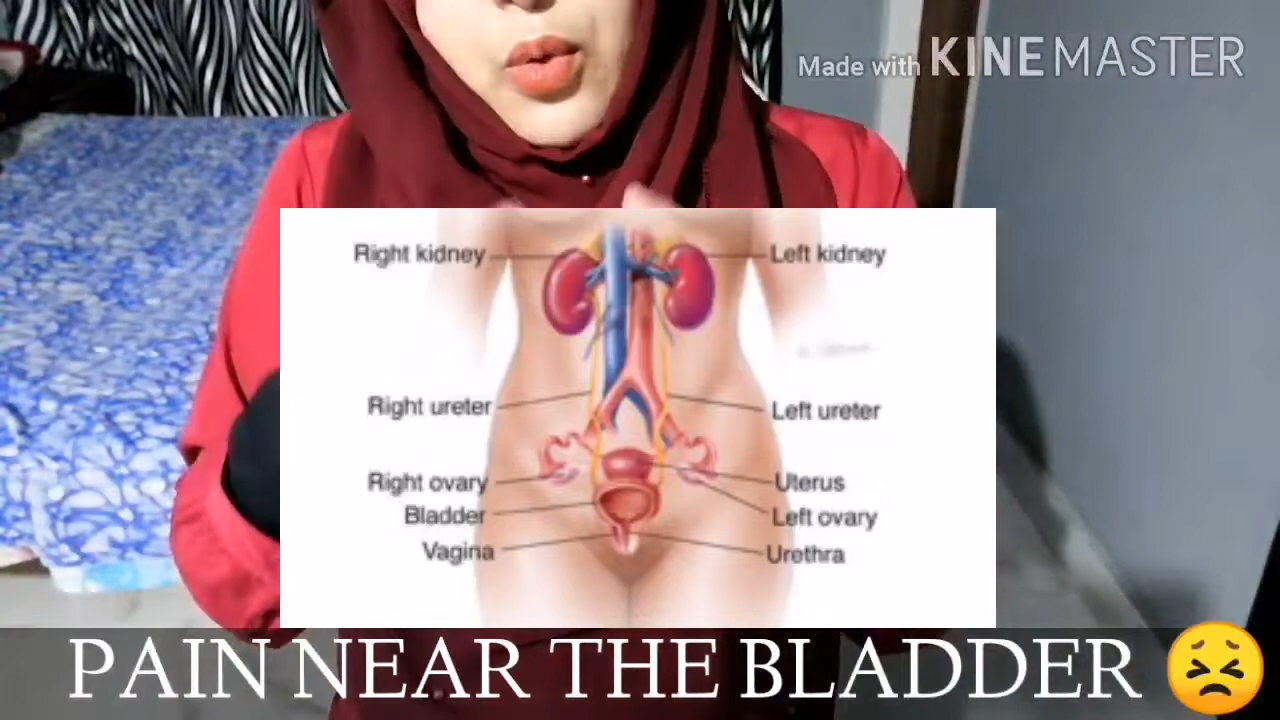 Made with KINEMASTER
Right kidney
Left kidney
Right ureter
Left ureter
Right ovary
Uterus
Bladder
Left ovary
Vagina
Urethra
PAIN NEAR THE BLADDER